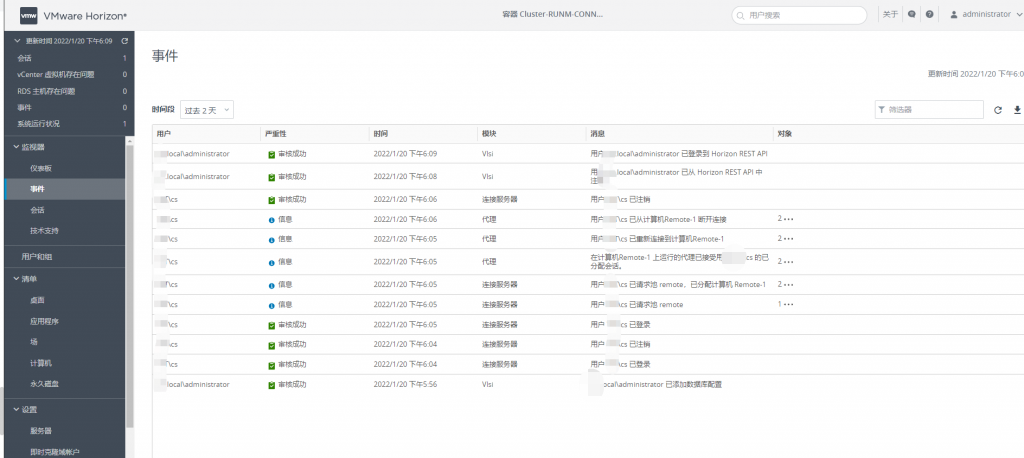 vmw VMware Horizon®
容器 Cluster-RUNM-CONN...
用户搜索
关于
administrator
更新时间 2022/1/20 下午6:09
会话 1
vCenter 虚拟机存在问题 0
RDS 主机存在问题 0
事件 0
系统运行状况 1
监视器
仪表板
事件
会话
技术支持
用户和组
清单
桌面
应用程序
场
计算机
永久磁盘
设置
服务器
即时克隆域帐户
事件
更新时间 2022/1/20 下午6:0
时间段 过去 2 天
筛选器
用户 严重性 时间 模块 消息 对象
local\administrator 审核成功 2022/1/20 下午6:09 Vlsi 用户 local\administrator 已登录到 Horizon REST API
local\administrator 审核成功 2022/1/20 下午6:08 Vlsi 用 local\administrator 已从 Horizon REST API 中
注
\cs 审核成功 2022/1/20 下午6:06 连接服务器 用户 \cs 已注销
\cs 信息 2022/1/20 下午6:06 代理 用户 \cs 已从计算机Remote-1 断开连接 2 •••
\cs 信息 2022/1/20 下午6:05 代理 用户 \cs 已重新连接到计算机Remote-1 2 •••
\cs 信息 2022/1/20 下午6:05 代理 在计算机Remote-1 上运行的代理已接受用 \cs 的已
分配会话。 2 •••
\cs 信息 2022/1/20 下午6:05 连接服务器 用户 \cs 已请求池 remote，已分配计算机 Remote-1 2 •••
\cs 信息 2022/1/20 下午6:05 连接服务器 用户 \cs 已请求池 remote 1 •••
\cs 审核成功 2022/1/20 下午6:05 连接服务器 用户 \cs 已登录
\cs 审核成功 2022/1/20 下午6:04 连接服务器 用户 \cs 已注销
\cs 审核成功 2022/1/20 下午6:04 连接服务器 用户 \cs 已登录
local\administrator 审核成功 2022/1/20 下午5:56 Vlsi ocal\administrator 已添加数据库配置